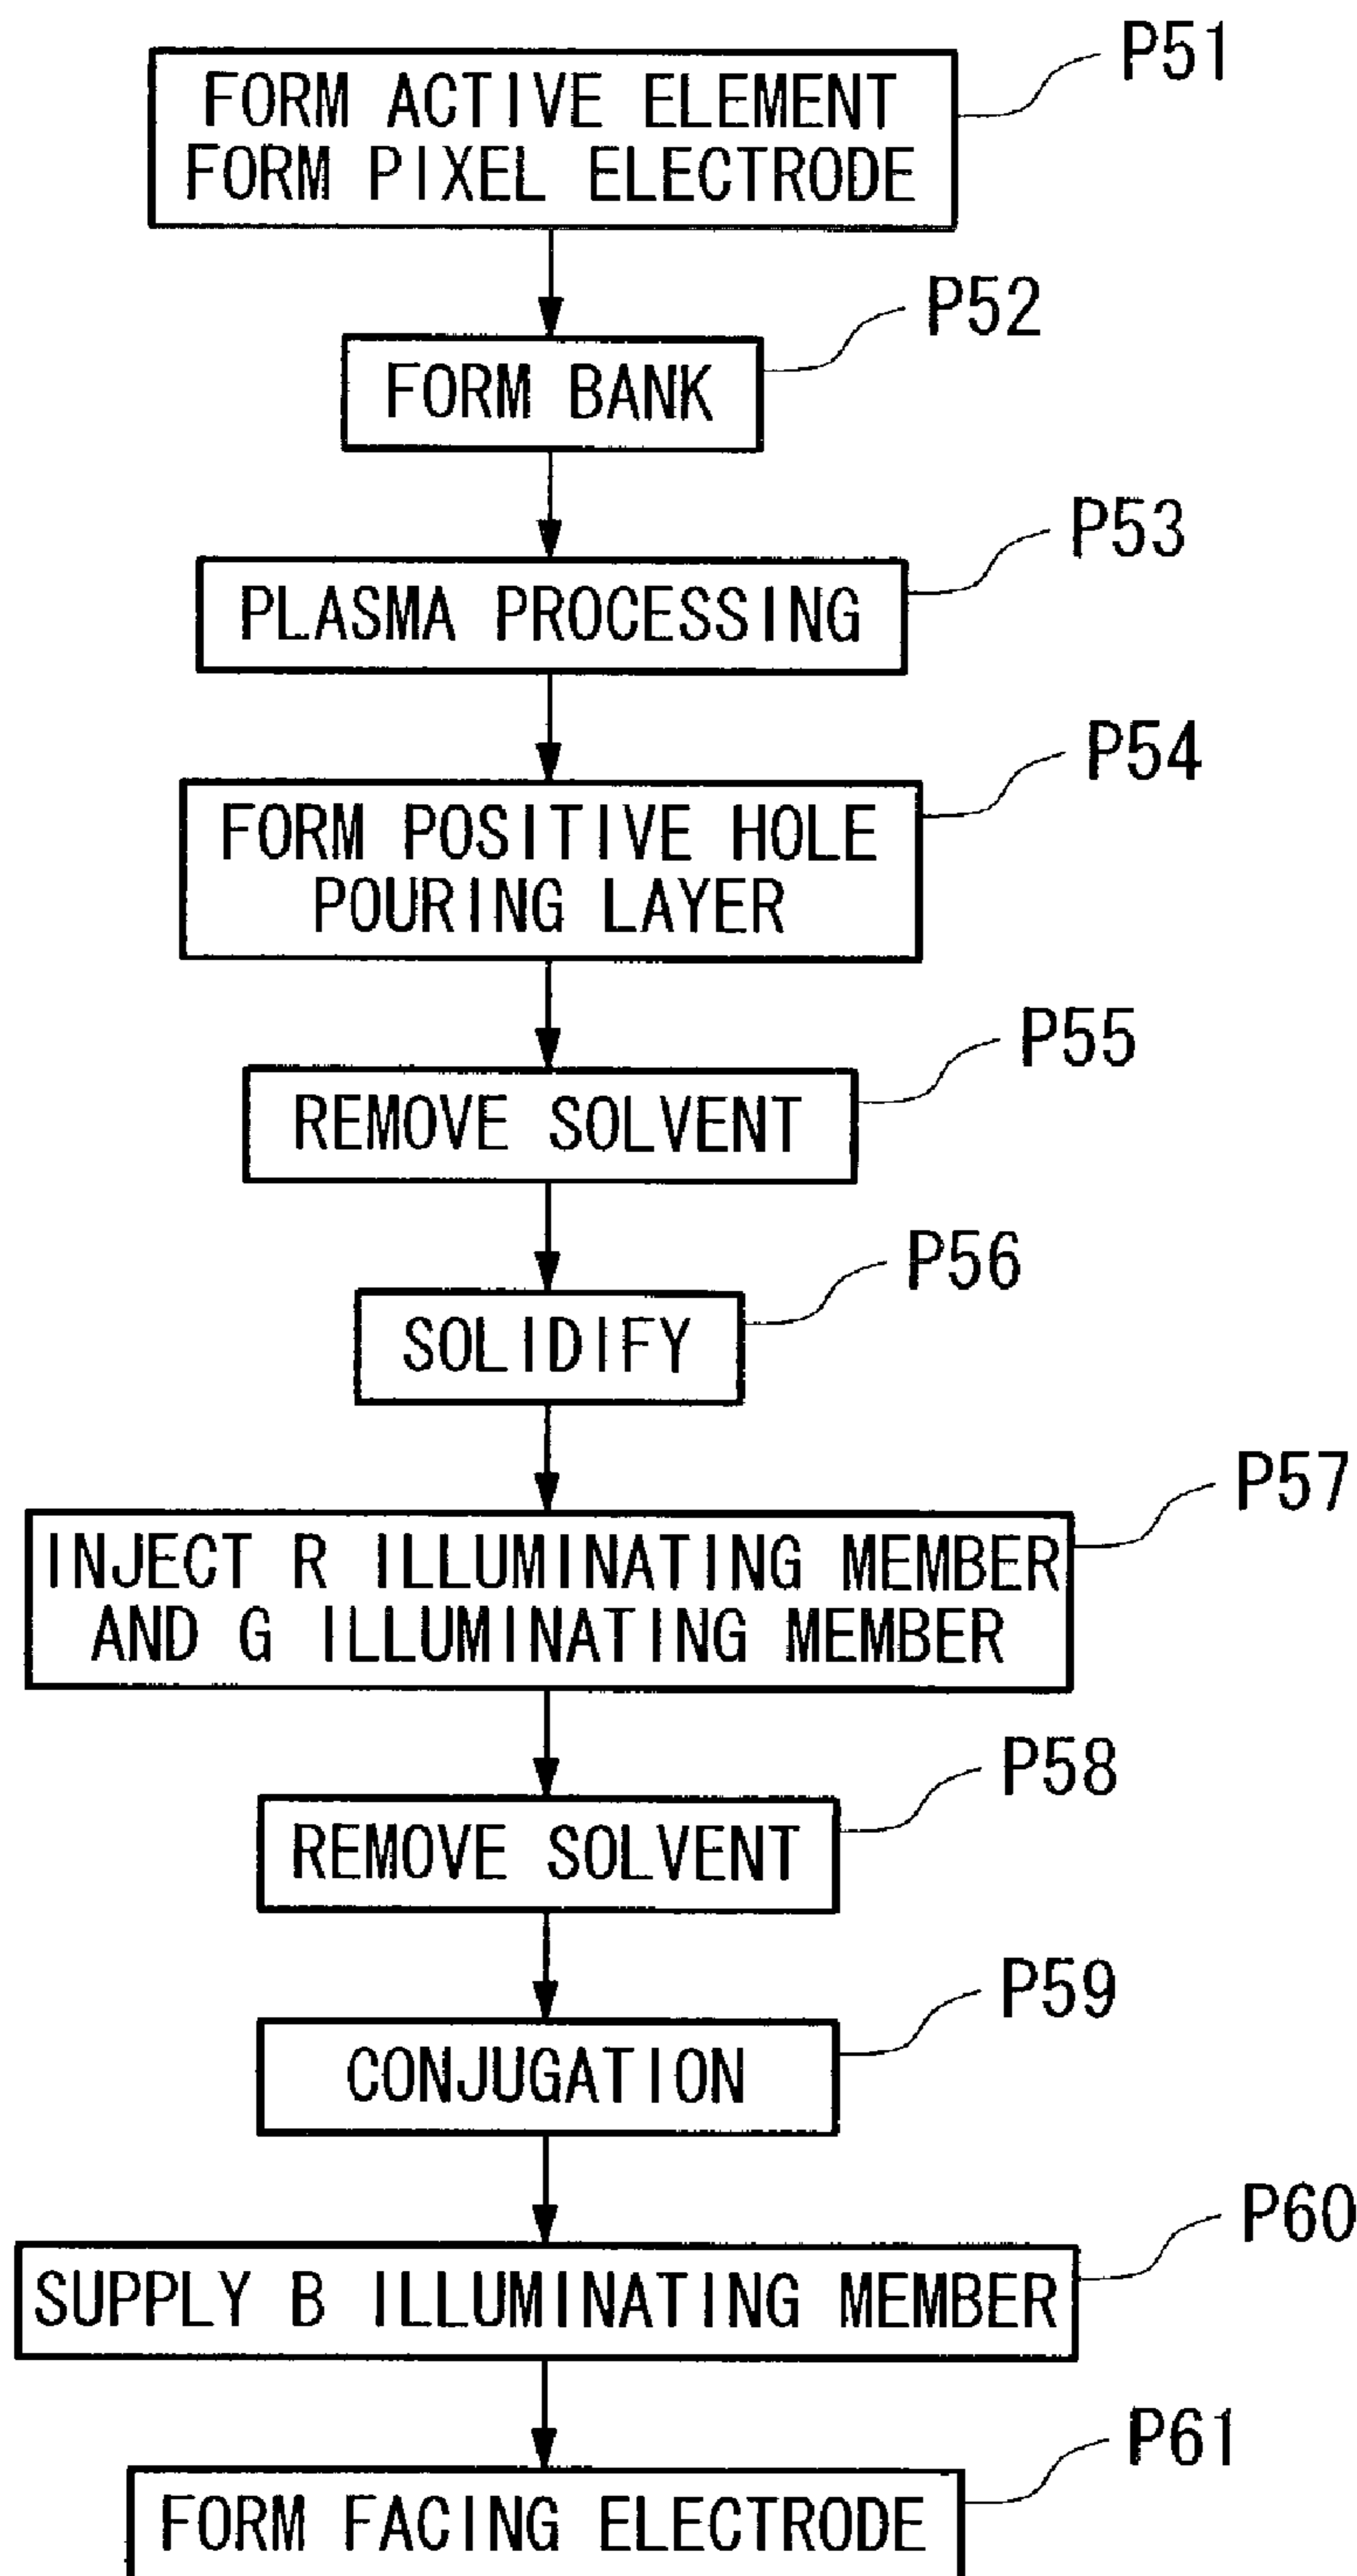 P51
FORM ACTIVE ELEMENT
FORM PIXEL ELECTRODE
P52
FORM BANK
P53
PLASMA PROCESSING
P54
FORM POSITIVE HOLE
POURING LAYER
P55
REMOVE SOLVENT
P56
SOLIDIFY
P57
INJECT R ILLUMINATING MEMBER
AND G ILLUMINATING MEMBER
P58
REMOVE SOLVENT
P59
CONJUGATION
P60
SUPPLY B ILLUMINATING MEMBER
P61
FORM FACING ELECTRODE